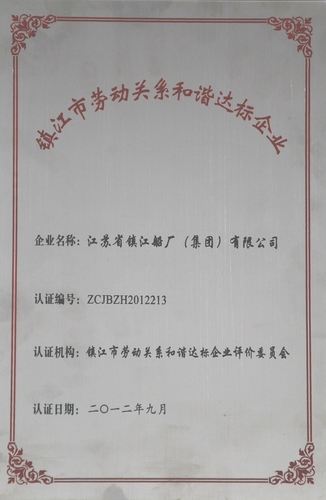 镇江市劳动关系和谐达标企业
企业名称：江苏省镇江船厂（集团）有限公司
认证编号：ZCJBZH2012213
认证机构：镇江市劳动关系和谐达标企业评价委员会
认证日期：二〇一二年九月